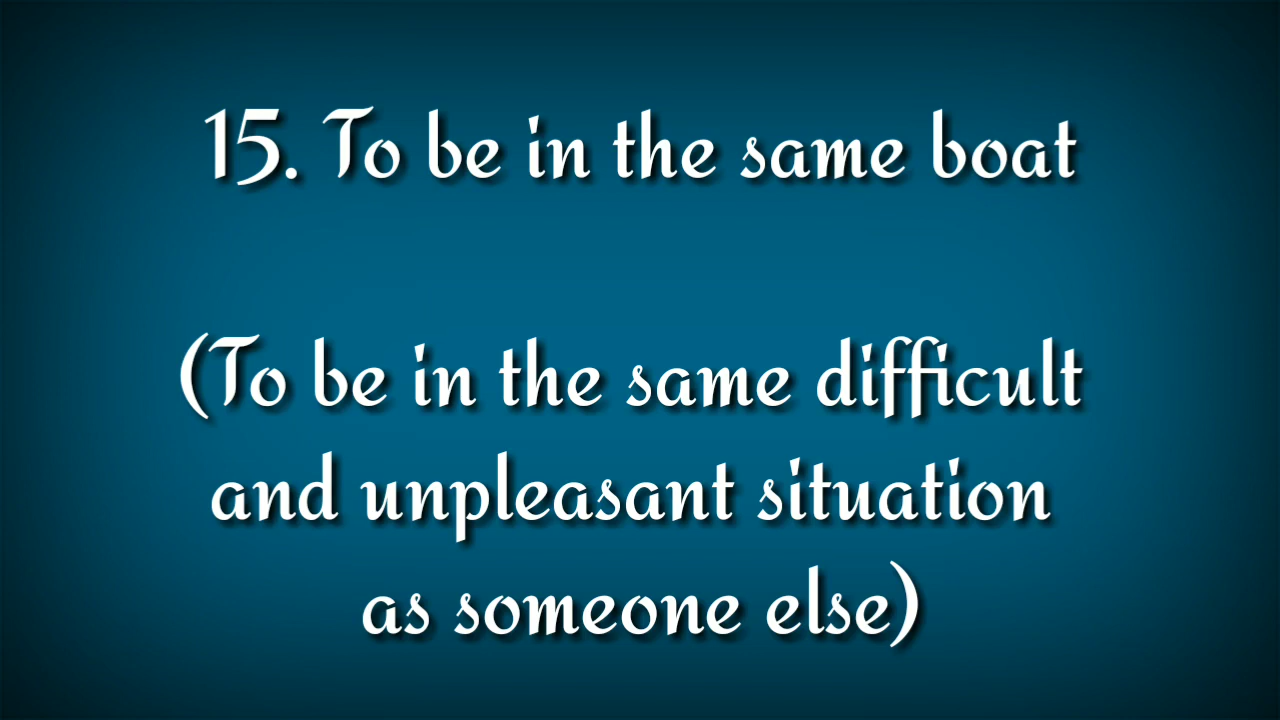 15. To be in the same boat
(To be in the same difficult
and unpleasant situation
as someone else)